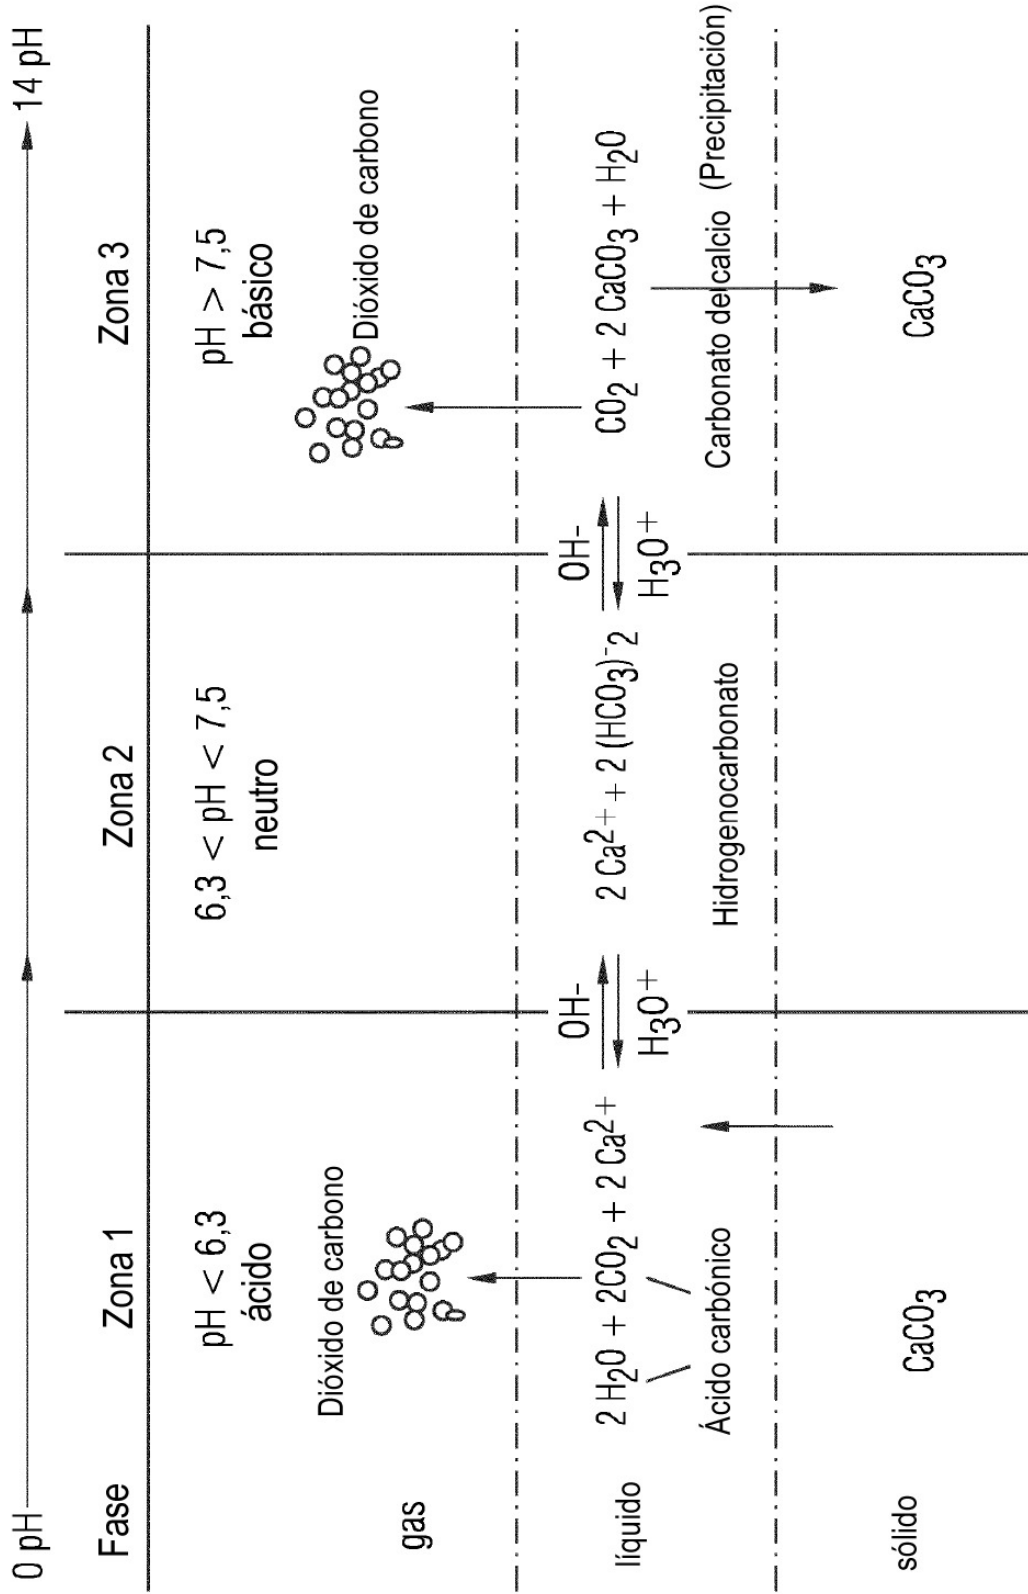 0 pH 14 pH
Fase Zona 1 Zona 2 Zona 3
pH < 6,3
ácido
6,3 < pH < 7,5
neutro
pH > 7,5
básico
gas
Dióxido de carbono
Dióxido de carbono
líquido
2 H2O + 2CO2 + 2 Ca2+
Ácido carbónico
OH-
H3O+
2 Ca2+ + 2 (HCO3)-2
Hidrogenocarbonato
OH-
H3O+
CO2 + 2 CaCO3 + H2O
Carbonato de calcio (Precipitación)
sólido
CaCO3
CaCO3